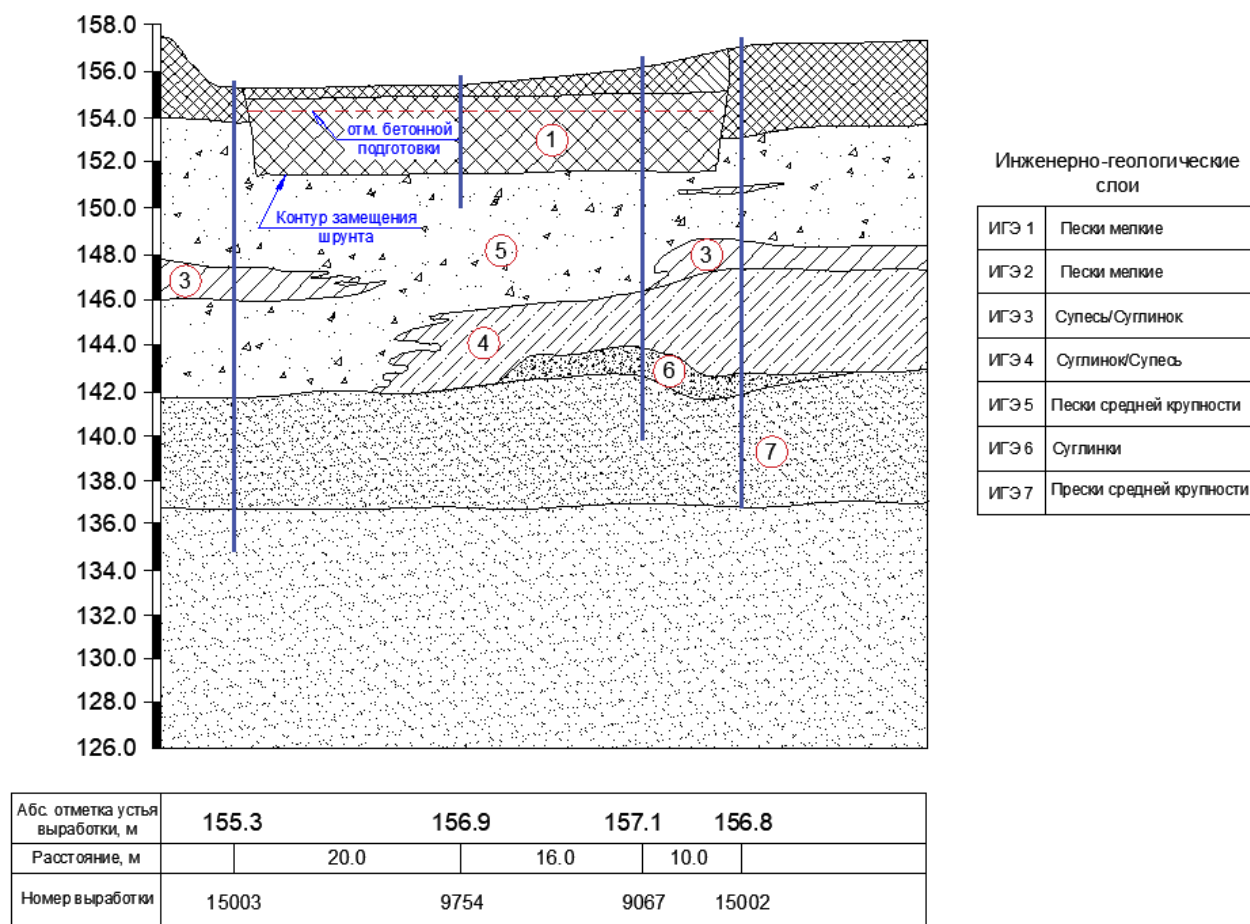 158.0
156.0
154.0
152.0
150.0
148.0
146.0
144.0
142.0
140.0
138.0
136.0
134.0
132.0
130.0
128.0
126.0
отм. бетонной
подготовки
1
Контур замещения
шрунта
5
3
3
4
6
7
Инженерно-геологические
слои
ИГЭ 1 Пески мелкие
ИГЭ 2 Пески мелкие
ИГЭ 3 Супесь/Суглинок
ИГЭ 4 Суглинок/Супесь
ИГЭ 5 Пески средней крупности
ИГЭ 6 Суглинки
ИГЭ 7 Прески средней крупности
Абс. отметка устья
выработки, м
155.3 156.9 157.1 156.8
Расстояние, м 20.0 16.0 10.0
Номер выработки 15003 9754 9067 15002